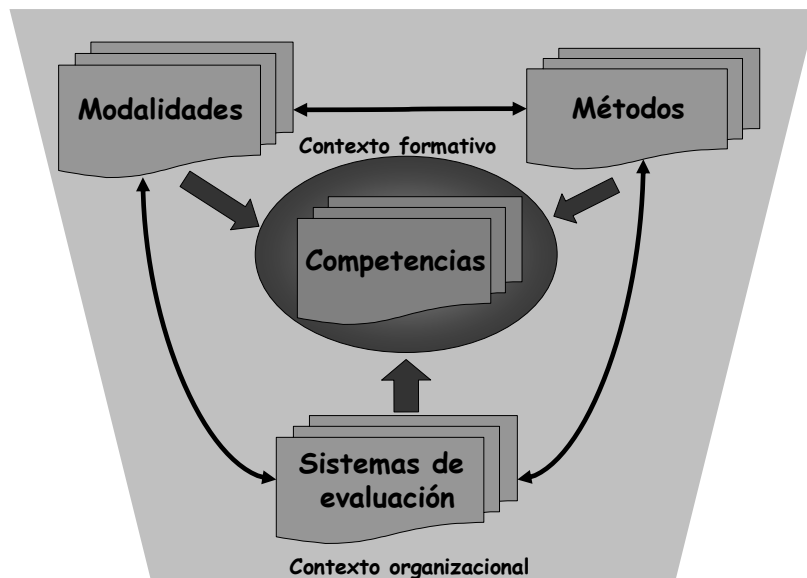 Modalidades
Métodos
Contexto formativo
Competencias
Sistemas de
evaluación
Contexto organizacional